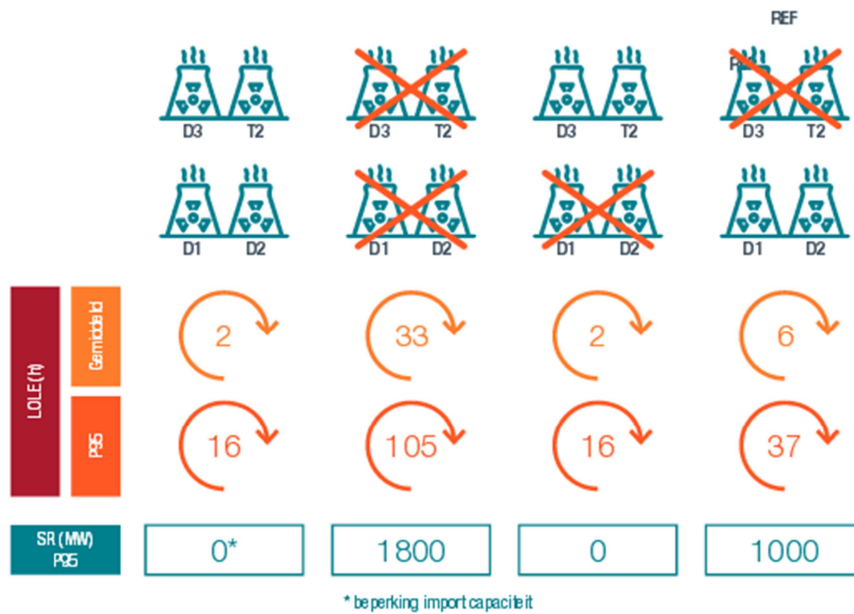 REF
D3 T2 D3 T2 D3 T2 D3 T2
D1 D2 D1 D2 D1 D2 D1 D2
LOLE (h)
Gemiddeld
2 33 2 6
P95
16 105 16 37
SR (MW)
P95
0* 1800 0 1000
* beperking import capaciteit